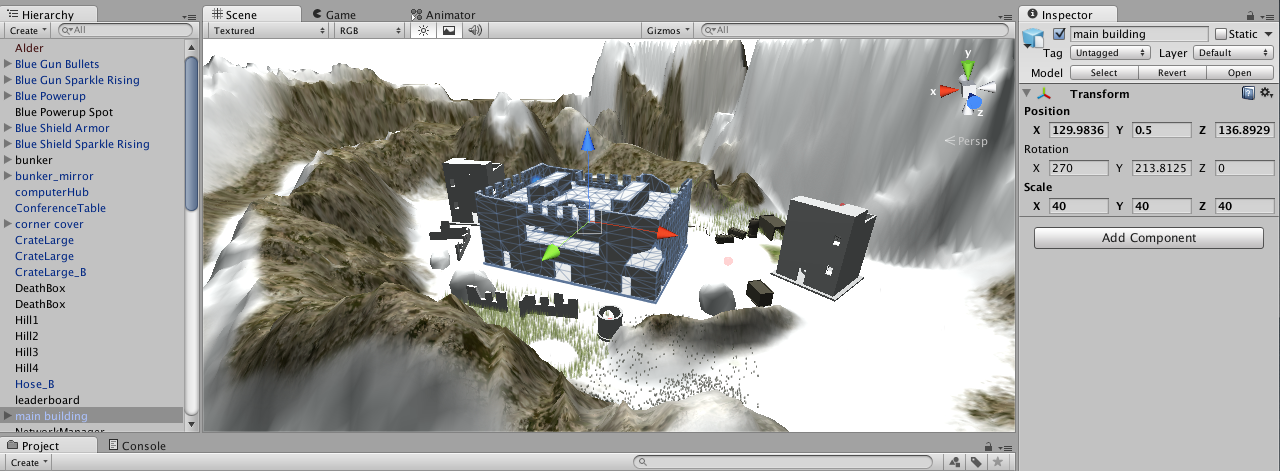 Hierarchy
Create
All
Alder
Blue Gun Bullets
Blue Gun Sparkle Rising
Blue Powerup
Blue Powerup Spot
Blue Shield Armor
Blue Shield Sparkle Rising
bunker
bunker_mirror
computerHub
ConferenceTable
corner cover
CrateLarge
CrateLarge
CrateLarge_B
DeathBox
DeathBox
Hill1
Hill2
Hill3
Hill4
Hose_B
leaderboard
main building
NetworkManager
Scene Game Animator
Textured RGB Gizmos All
y
x
z
Persp
Inspector
main building Static
Tag Untagged Layer Default
Model Select Revert Open
Transform
Position
X 129.9836 Y 0.5 Z 136.8929
Rotation
X 270 Y 213.8125 Z 0
Scale
X 40 Y 40 Z 40
Add Component
Project Console
Create